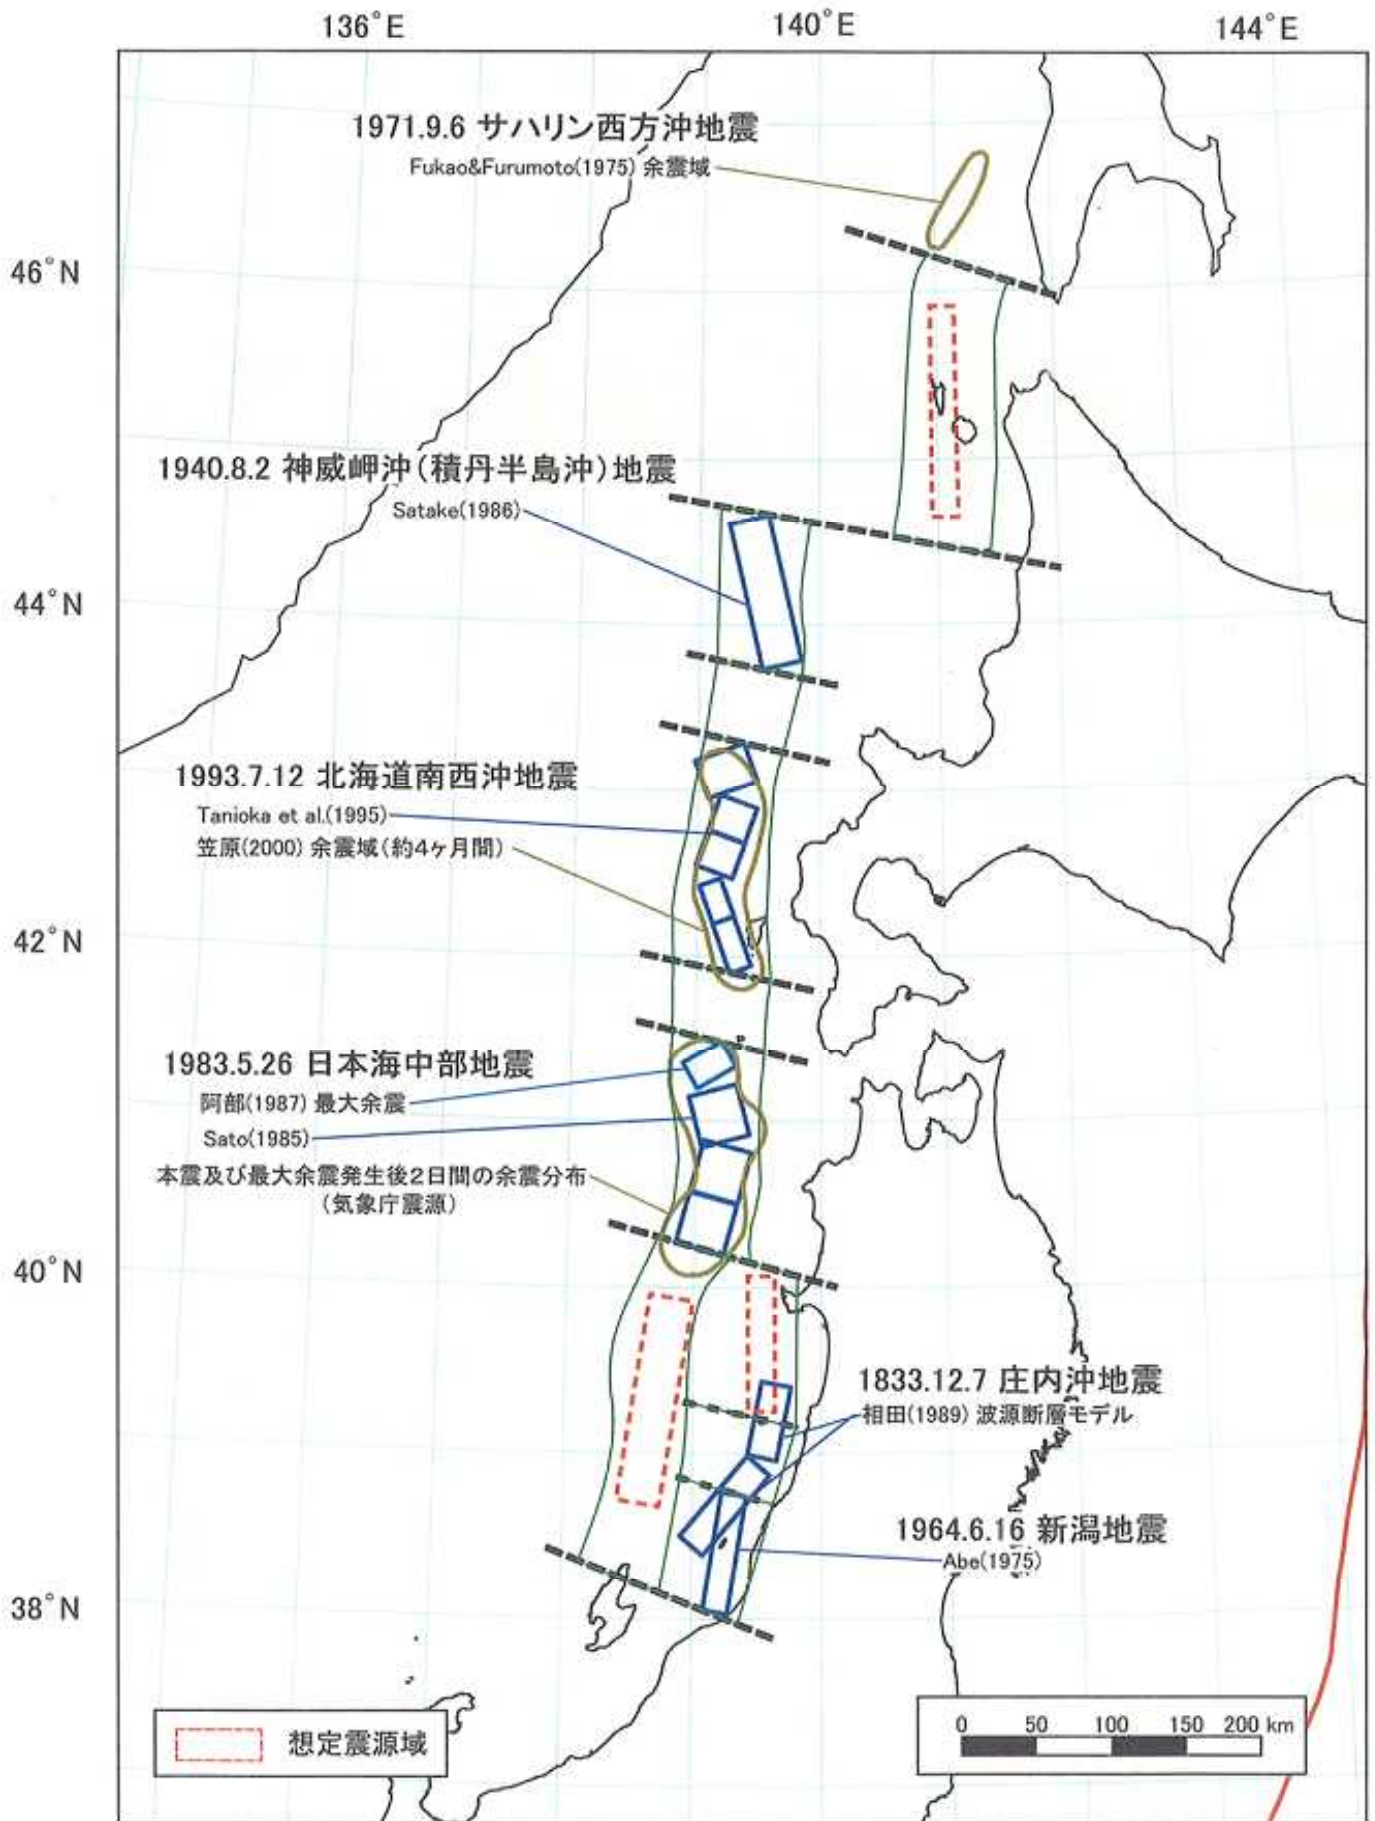 136°E
140°E
144°E
1971.9.6 サハリン西方沖地震
Fukao&Furumoto(1975) 余震域
46°N
1940.8.2 神威岬沖（積丹半島沖）地震
Satake(1986)
44°N
1993.7.12 北海道南西沖地震
Tanioka et al.(1995)
笠原(2000) 余震域（約4ヶ月間）
42°N
1983.5.26 日本海中部地震
阿部(1987) 最大余震
Sato(1985)
本震及び最大余震発生後2日間の余震分布
（気象庁震源）
40°N
1833.12.7 庄内沖地震
相田(1989) 波源断層モデル
1964.6.16 新潟地震
Abe(1975)
38°N
想定震源域
0 50 100 150 200 km